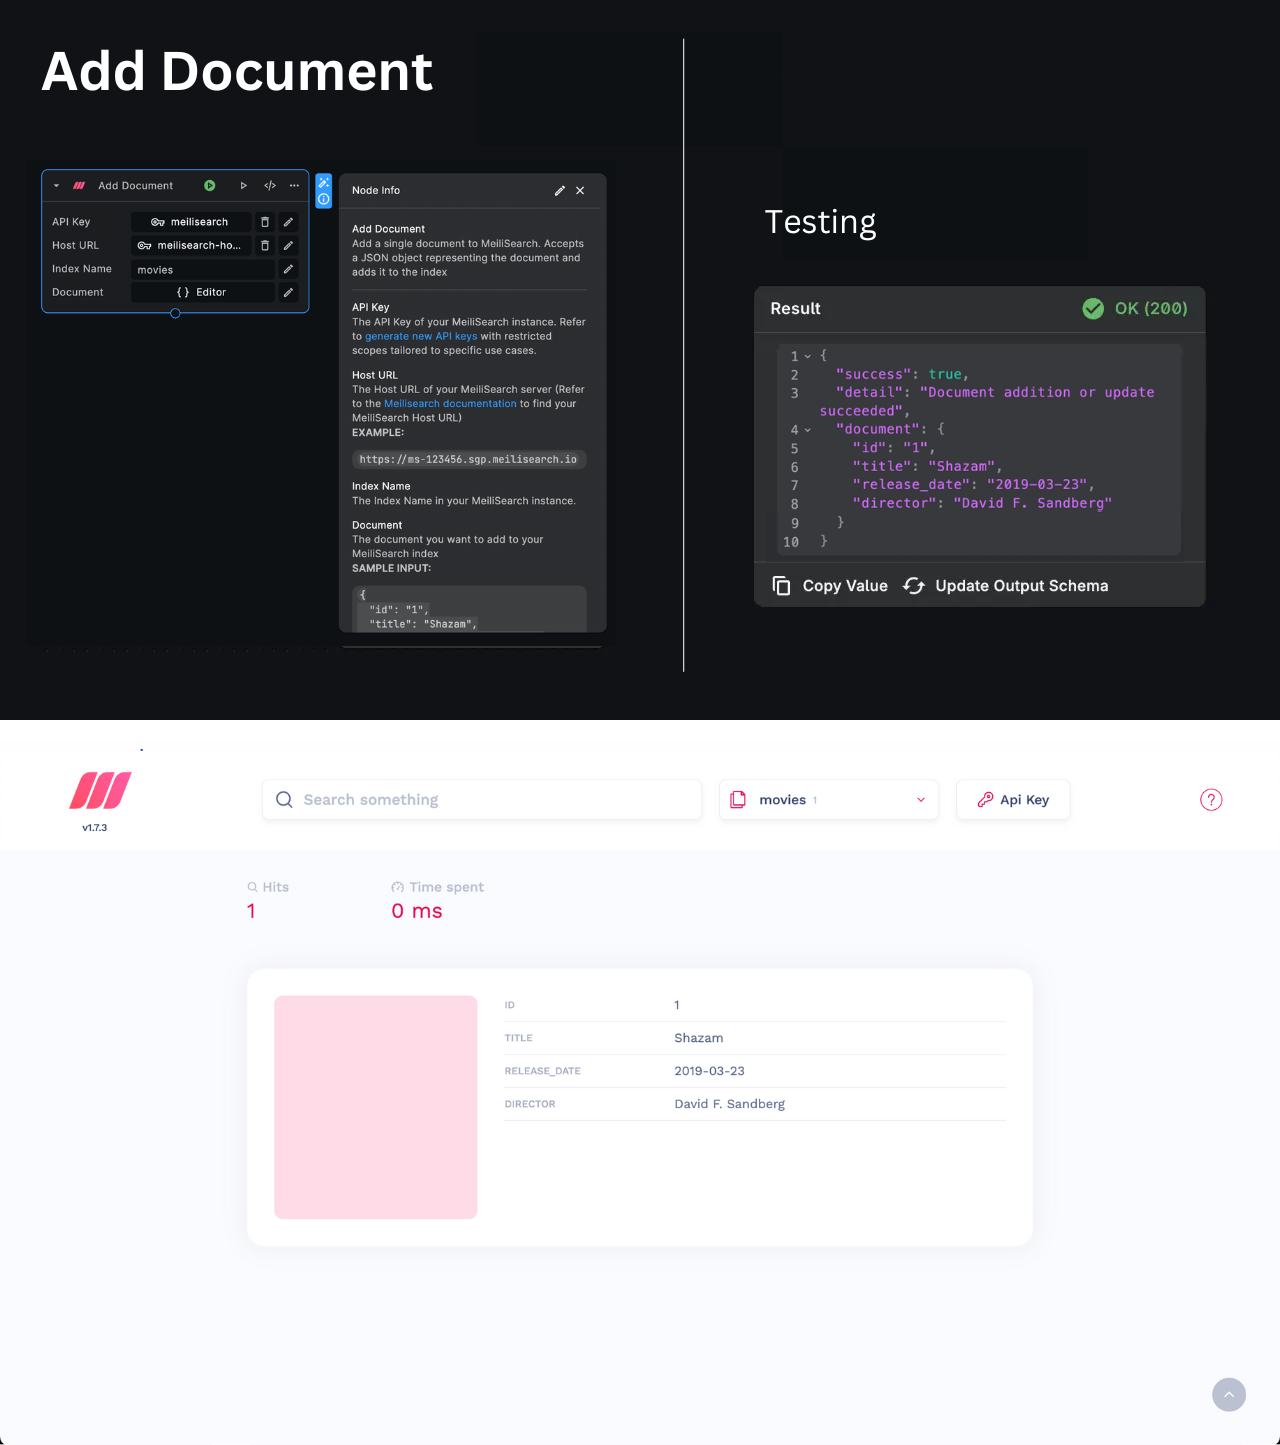 Add Document
Add Document
API Key
meilisearch
Host URL
meilisearch-ho...
Index Name
movies
Document
{ } Editor
Node Info
Add Document
Add a single document to MeiliSearch. Accepts
a JSON object representing the document and
adds it to the index
API Key
The API Key of your MeiliSearch instance. Refer
to generate new API keys with restricted
scopes tailored to specific use cases.
Host URL
The Host URL of your MeiliSearch server (Refer
to the Meilisearch documentation to find your
MeiliSearch Host URL)
EXAMPLE:
https://ms-123456.sgp.meilisearch.io
Index Name
The Index Name in your MeiliSearch instance.
Document
The document you want to add to your
MeiliSearch index
SAMPLE INPUT:
{
"id": "1",
"title": "Shazam",
Testing
Result
OK (200)
1 {
2 "success": true,
3 "detail": "Document addition or update
succeeded",
4 "document": {
5 "id": "1",
6 "title": "Shazam",
7 "release_date": "2019-03-23",
8 "director": "David F. Sandberg"
9 }
10 }
Copy Value
Update Output Schema
v1.7.3
Search something
movies 1
Api Key
?
Hits
1
Time spent
0 ms
ID 1
TITLE Shazam
RELEASE_DATE 2019-03-23
DIRECTOR David F. Sandberg